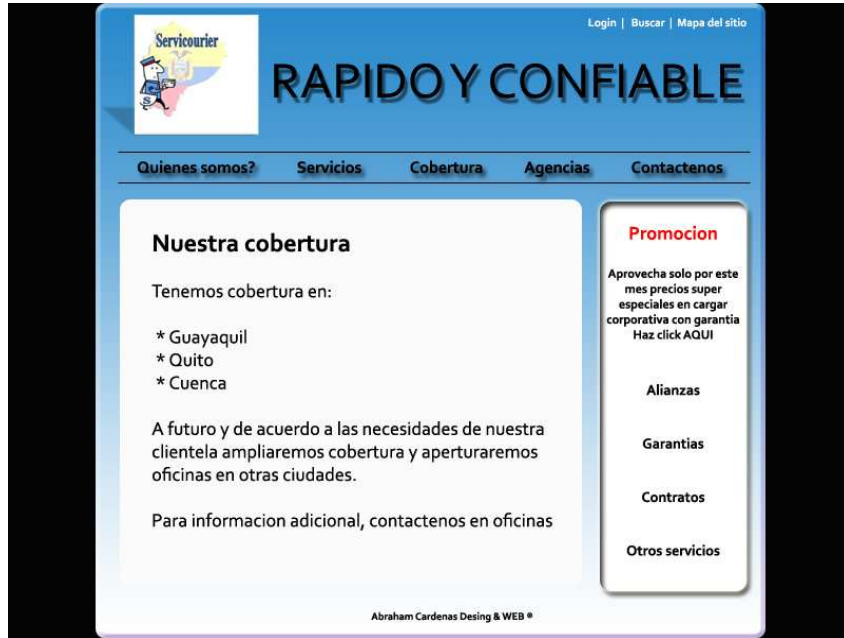 Login | Buscar | Mapa del sitio
Servicourier
RAPIDO Y CONFIABLE
Quienes somos? Servicios Cobertura Agencias Contactenos
Nuestra cobertura
Tenemos cobertura en:
* Guayaquil
* Quito
* Cuenca
A futuro y de acuerdo a las necesidades de nuestra
clientela ampliaremos cobertura y aperturaremos
oficinas en otras ciudades.
Para informacion adicional, contactenos en oficinas
Promocion
Aprovecha solo por este
mes precios super
especiales en cargar
corporativa con garantia
Haz click AQUI
Alianzas
Garantias
Contratos
Otros servicios
Abraham Cardenas Desing & WEB ®